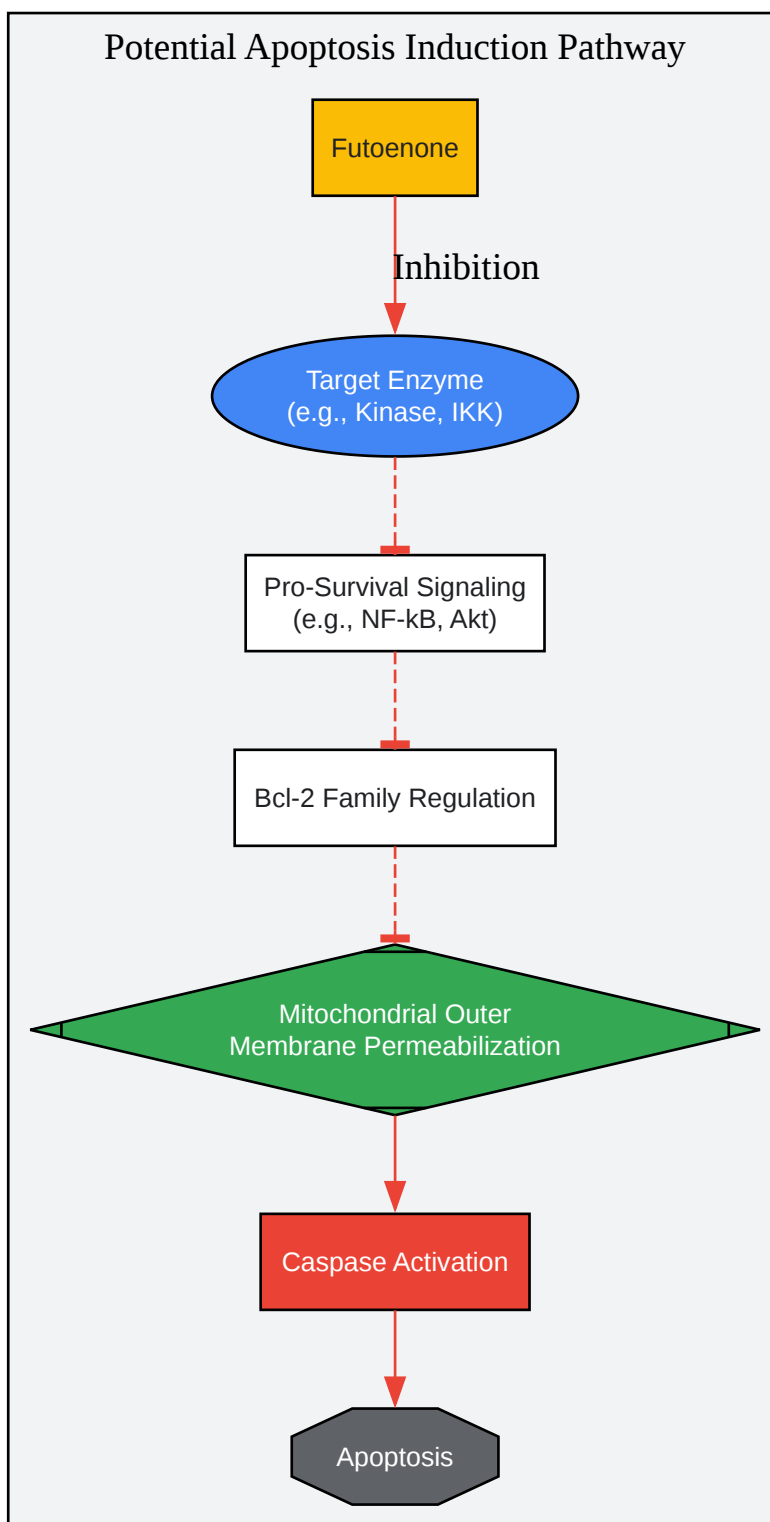 Potential Apoptosis Induction Pathway
Futoenone
Inhibition
Target Enzyme
(e.g., Kinase, IKK)
Pro-Survival Signaling
(e.g., NF-kB, Akt)
Bcl-2 Family Regulation
Mitochondrial Outer
Membrane Permeabilization
Caspase Activation
Apoptosis